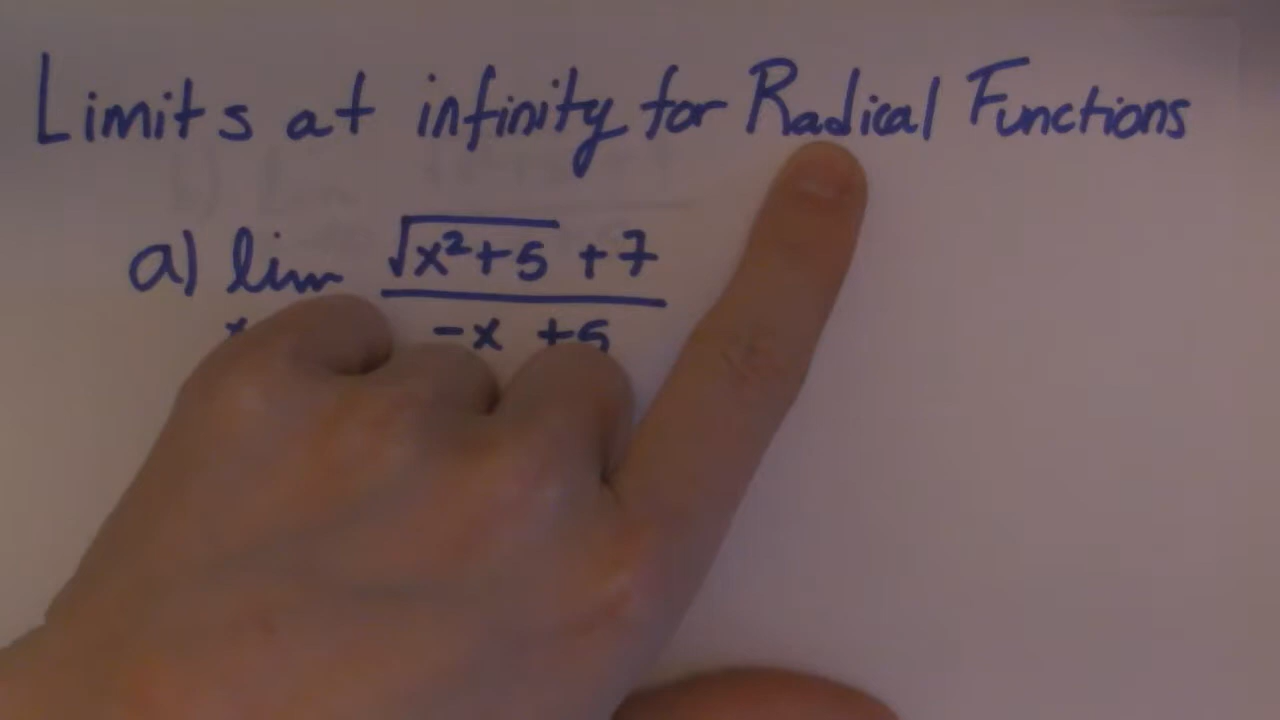 Limits at infinity for Radical Functions
a) lim √x²+5 + 7
x -x +5